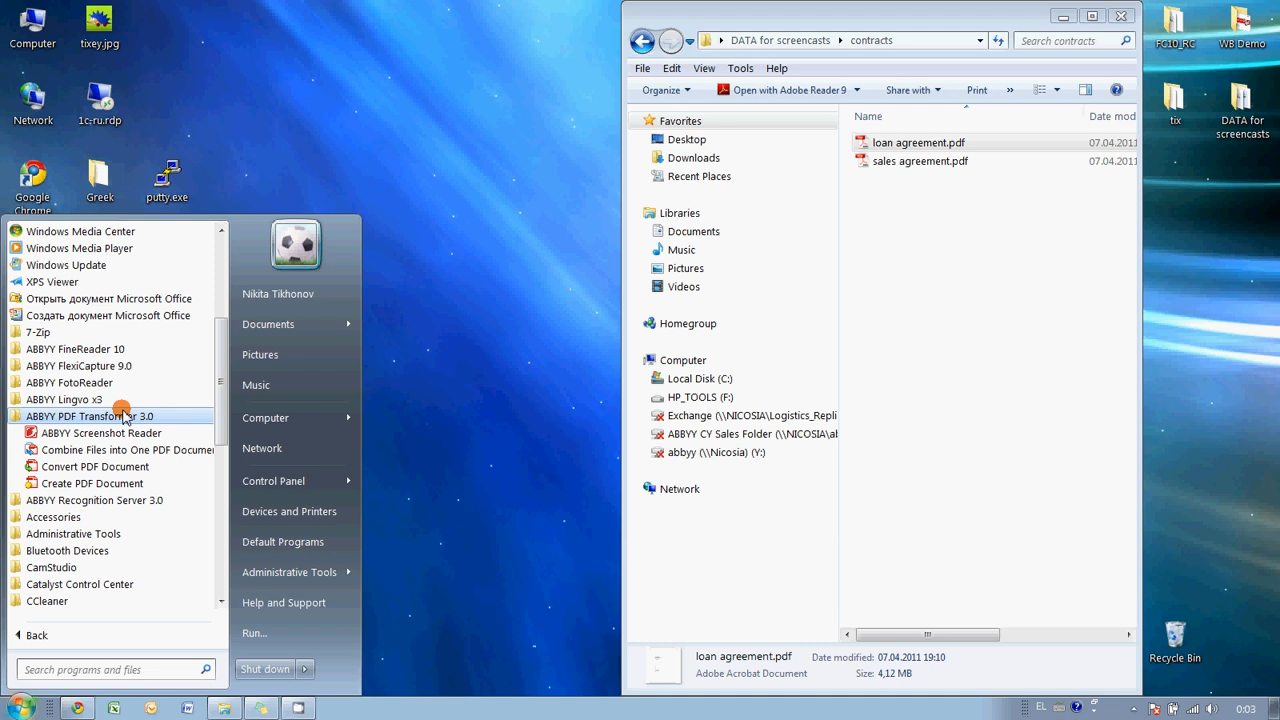 Computer
tixey.jpg
Network
1c-ru.rdp
Google
Chrome
Greek
putty.exe
Windows Media Center
Windows Media Player
Windows Update
XPS Viewer
Открыть документ Microsoft Office
Создать документ Microsoft Office
7-Zip
ABBYY FineReader 10
ABBYY FlexiCapture 9.0
ABBYY FotoReader
ABBYY Lingvo x3
ABBYY PDF Transformer 3.0
ABBYY Screenshot Reader
Combine Files into One PDF Documen
Convert PDF Document
Create PDF Document
ABBYY Recognition Server 3.0
Accessories
Administrative Tools
Bluetooth Devices
CamStudio
Catalyst Control Center
CCleaner
Back
Search programs and files
Nikita Tikhonov
Documents
Pictures
Music
Computer
Network
Control Panel
Devices and Printers
Default Programs
Administrative Tools
Help and Support
Run...
Shut down
DATA for screencasts contracts
Search contracts
File Edit View Tools Help
Organize Open with Adobe Reader 9 Share with Print »
Name Date mod
loan agreement.pdf 07.04.2011
sales agreement.pdf 07.04.2011
Favorites
Desktop
Downloads
Recent Places
Libraries
Documents
Music
Pictures
Videos
Homegroup
Computer
Local Disk (C:)
HP_TOOLS (F:)
Exchange (\\NICOSIA\Logistics_Repli
ABBYY CY Sales Folder (\\NICOSIA\ab
abbyy (\\Nicosia) (Y:)
Network
loan agreement.pdf Date modified: 07.04.2011 19:10
Adobe Acrobat Document Size: 4,12 MB
FG10_RC
WB Demo
tix
DATA for
screencasts
Recycle Bin
EL
0:03